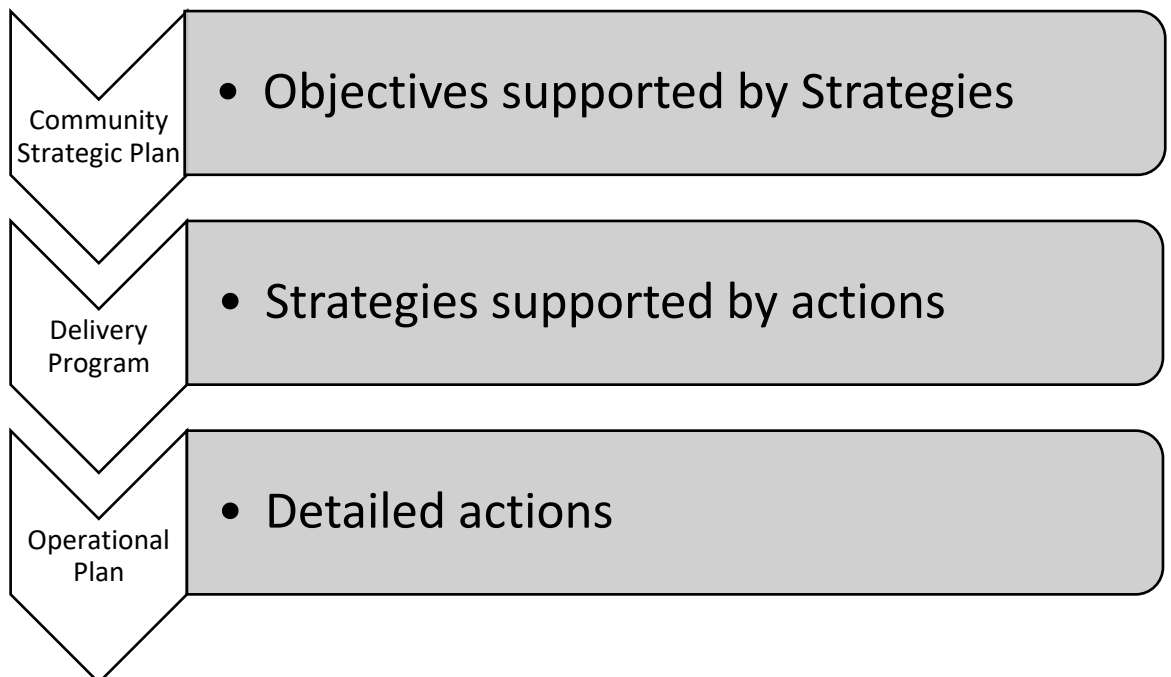 Community
Strategic Plan
• Objectives supported by Strategies
Delivery
Program
• Strategies supported by actions
Operational
Plan
• Detailed actions